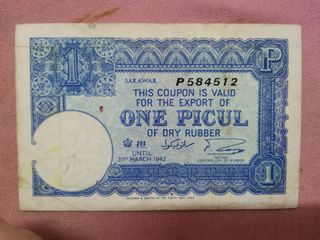 1
P
SARAWAK
P584512
THIS COUPON IS VALID
FOR THE EXPORT OF
ONE PICUL
OF DRY RUBBER
UNTIL
31ST MARCH 1942
ساتوڤيكول
CONTROLLER OF RUBBER
1